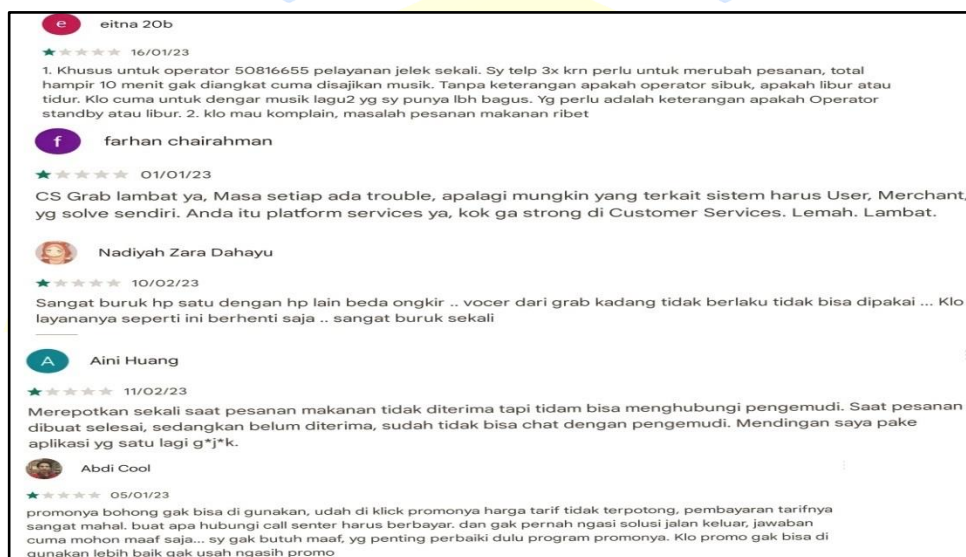 e eitna 20b
16/01/23
1. Khusus untuk operator 50816655 pelayanan jelek sekali. Sy telp 3x krn perlu untuk merubah pesanan, total
hampir 10 menit gak diangkat cuma disajikan musik. Tanpa keterangan apakah operator sibuk, apakah libur atau
tidur. Klo cuma untuk dengar musik lagu2 yg sy punya lbh bagus. Yg perlu adalah keterangan apakah Operator
standby atau libur. 2. klo mau komplain, masalah pesanan makanan ribet
f farhan chairahman
01/01/23
CS Grab lambat ya, Masa setiap ada trouble, apalagi mungkin yang terkait sistem harus User, Merchant,
yg solve sendiri. Anda itu platform services ya, kok ga strong di Customer Services. Lemah. Lambat.
Nadiyah Zara Dahayu
10/02/23
Sangat buruk hp satu dengan hp lain beda ongkir .. vocer dari grab kadang tidak berlaku tidak bisa dipakai ... Klo
layananya seperti ini berhenti saja .. sangat buruk sekali
A Aini Huang
11/02/23
Merepotkan sekali saat pesanan makanan tidak diterima tapi tidam bisa menghubungi pengemudi. Saat pesanan
dibuat selesai, sedangkan belum diterima, sudah tidak bisa chat dengan pengemudi. Mendingan saya pake
aplikasi yg satu lagi g*j*k.
Abdi Cool
05/01/23
promonya bohong gak bisa di gunakan, udah di klick promonya harga tarif tidak terpotong, pembayaran tarifnya
sangat mahal. buat apa hubungi call senter harus berbayar. dan gak pernah ngasi solusi jalan keluar, jawaban
cuma mohon maaf saja... sy gak butuh maaf, yg penting perbaiki dulu program promonya. Klo promo gak bisa di
gunakan lebih baik gak usah ngasih promo